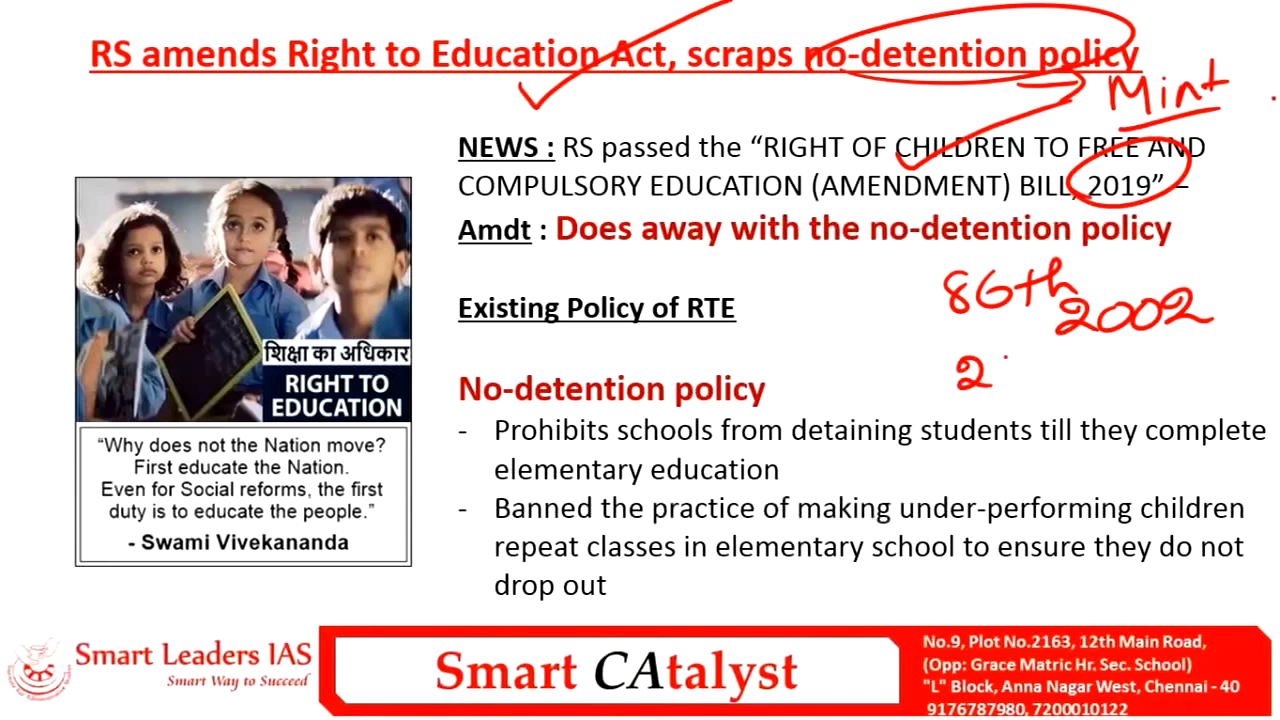 RS amends Right to Education Act, scraps no-detention policy
Mint
NEWS : RS passed the “RIGHT OF CHILDREN TO FREE AND
COMPULSORY EDUCATION (AMENDMENT) BILL, 2019” –
Amdt : Does away with the no-detention policy
86th
2002
Existing Policy of RTE
2
No-detention policy
- Prohibits schools from detaining students till they complete
elementary education
- Banned the practice of making under-performing children
repeat classes in elementary school to ensure they do not
drop out
शिक्षा का अधिकार
RIGHT TO
EDUCATION
“Why does not the Nation move?
First educate the Nation.
Even for Social reforms, the first
duty is to educate the people.”
- Swami Vivekananda
Smart Leaders IAS
Smart Way to Succeed
Smart CAtalyst
No.9, Plot No.2163, 12th Main Road,
(Opp: Grace Matric Hr. Sec. School)
"L" Block, Anna Nagar West, Chennai - 40
9176787980, 7200010122